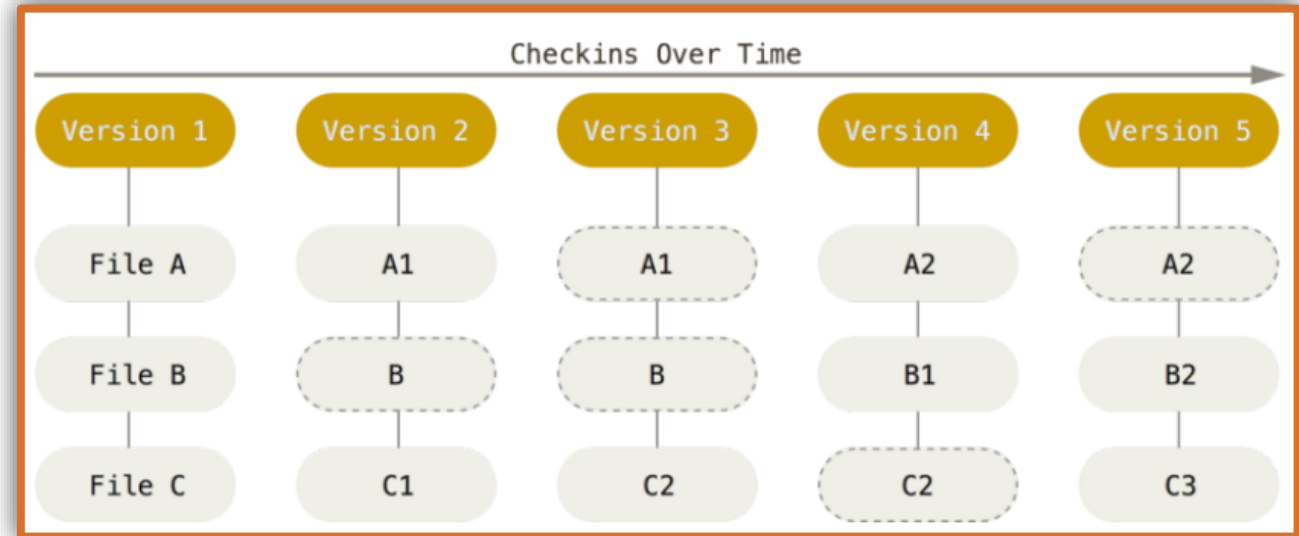 Checkins Over Time
Version 1 Version 2 Version 3 Version 4 Version 5
File A A1 A1 A2 A2
File B B B B1 B2
File C C1 C2 C2 C3